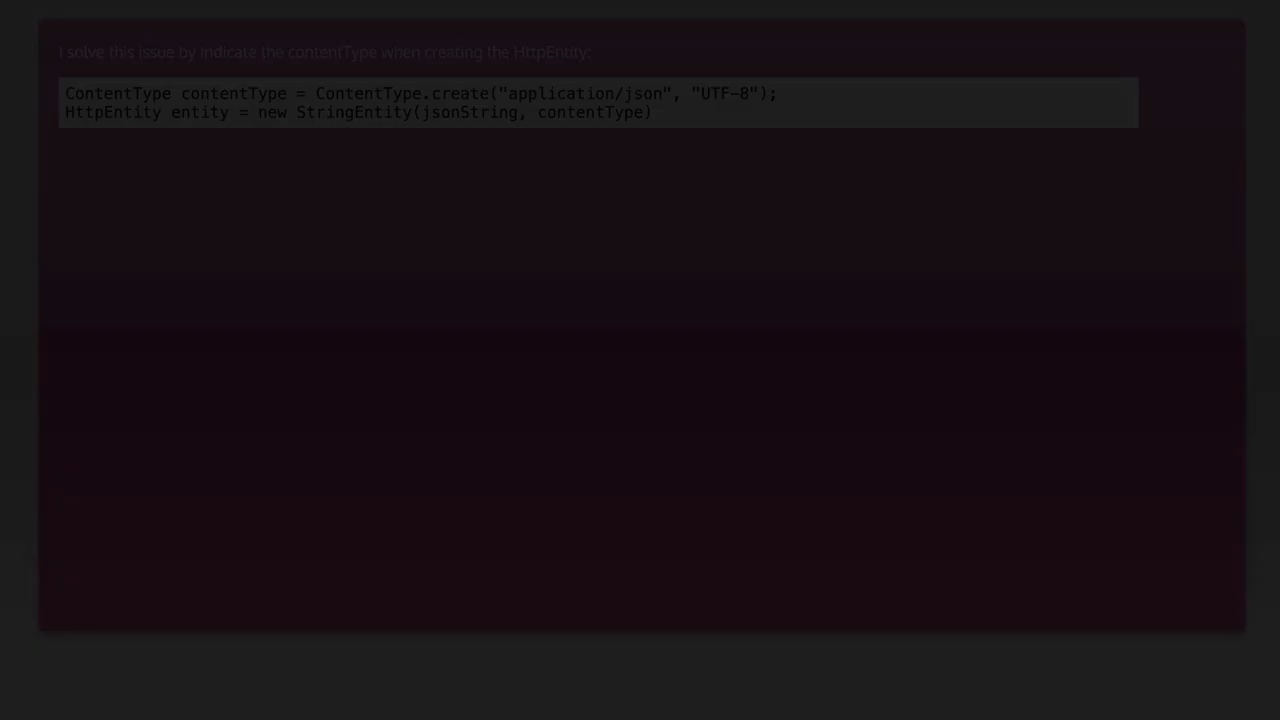 I solve this issue by indicate the contentType when creating the HttpEntity:
ContentType contentType = ContentType.create("application/json", "UTF-8");
HttpEntity entity = new StringEntity(jsonString, contentType)